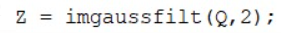 Z = imgaussfilt(Q,2);